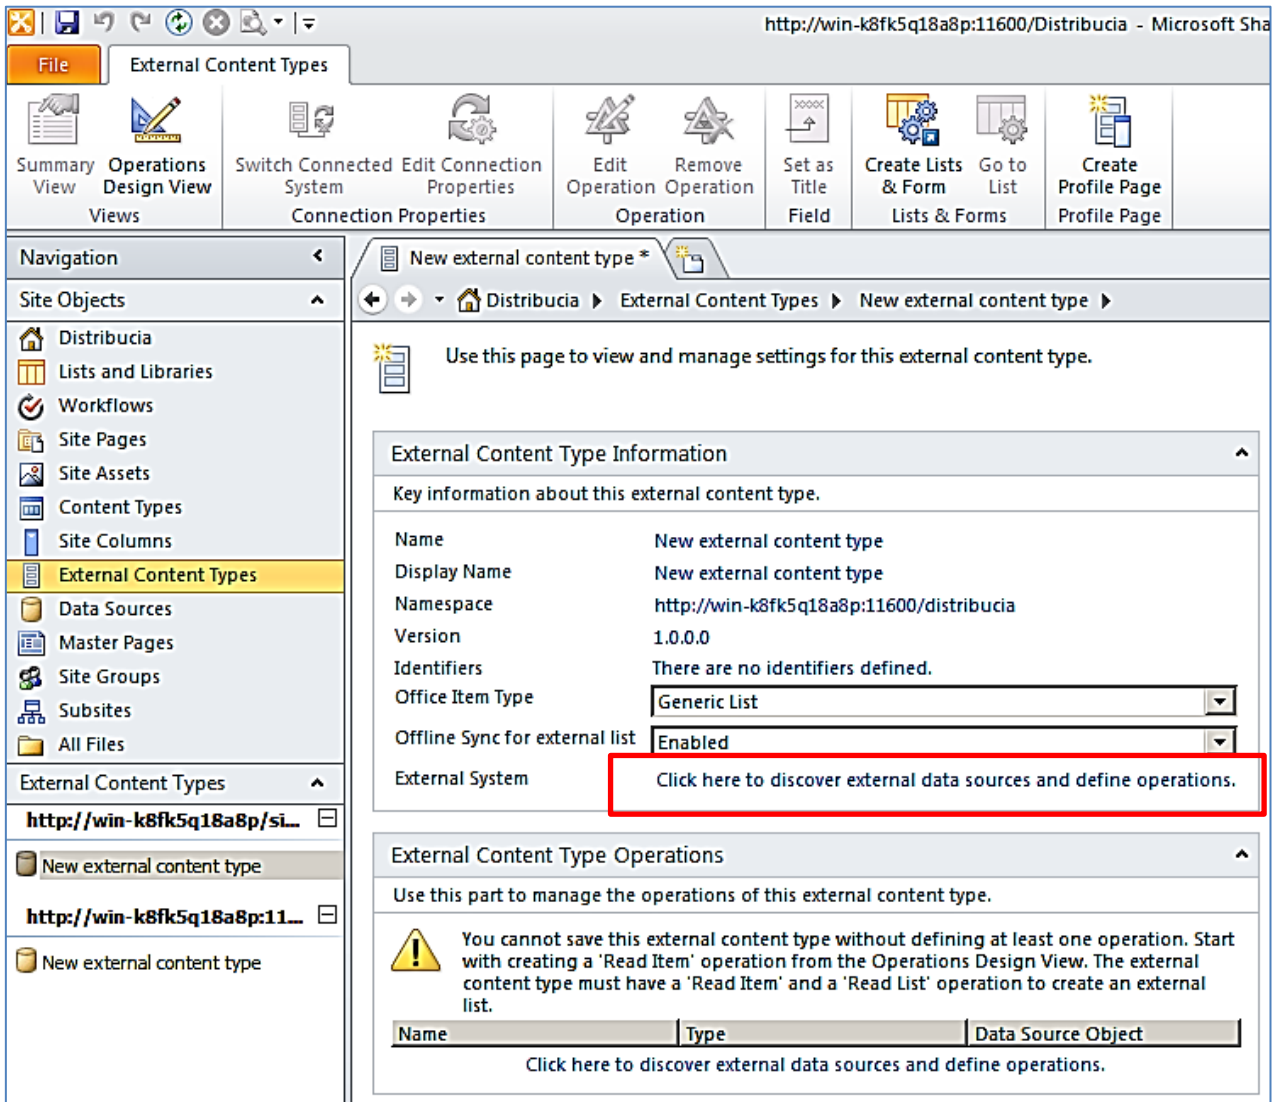 http://win-k8fk5q18a8p:11600/Distribucia - Microsoft Sha
File
External Content Types
Summary View
Operations Design View
Views
Switch Connected System
Edit Connection Properties
Connection Properties
Edit Operation
Remove Operation
Operation
Set as Title
Field
Create Lists & Form
Go to List
Lists & Forms
Create Profile Page
Profile Page
Navigation
Site Objects
Distribucia
Lists and Libraries
Workflows
Site Pages
Site Assets
Content Types
Site Columns
External Content Types
Data Sources
Master Pages
Site Groups
Subsites
All Files
External Content Types
http://win-k8fk5q18a8p/si...
New external content type
http://win-k8fk5q18a8p:11...
New external content type
New external content type *
Distribucia External Content Types New external content type
Use this page to view and manage settings for this external content type.
External Content Type Information
Key information about this external content type.
Name New external content type
Display Name New external content type
Namespace http://win-k8fk5q18a8p:11600/distribucia
Version 1.0.0.0
Identifiers There are no identifiers defined.
Office Item Type Generic List
Offline Sync for external list Enabled
External System Click here to discover external data sources and define operations.
External Content Type Operations
Use this part to manage the operations of this external content type.
You cannot save this external content type without defining at least one operation. Start
with creating a 'Read Item' operation from the Operations Design View. The external
content type must have a 'Read Item' and a 'Read List' operation to create an external
list.
Name Type Data Source Object
Click here to discover external data sources and define operations.